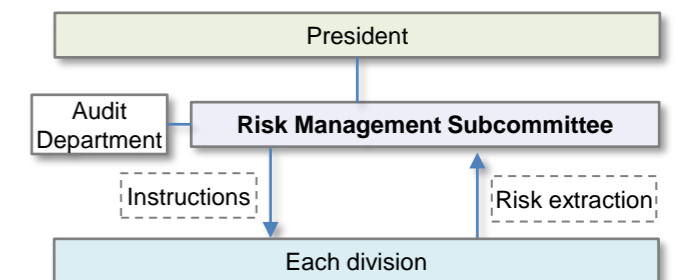 President
Audit
Department
Risk Management Subcommittee
Instructions
Risk extraction
Each division